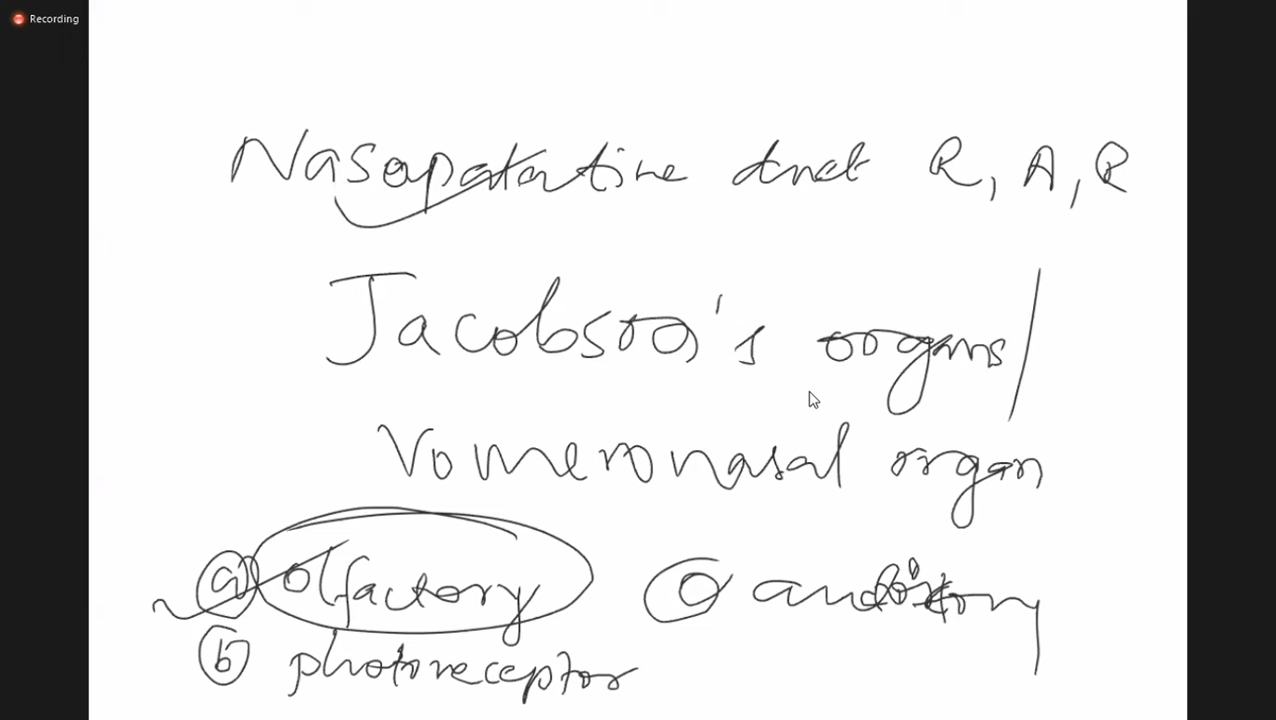 Recording
Nasopalatine duct R, A, R
Jacobson's organs/
Vomeronasal organ
(a) olfactory (c) auditory
(b) photoreceptor